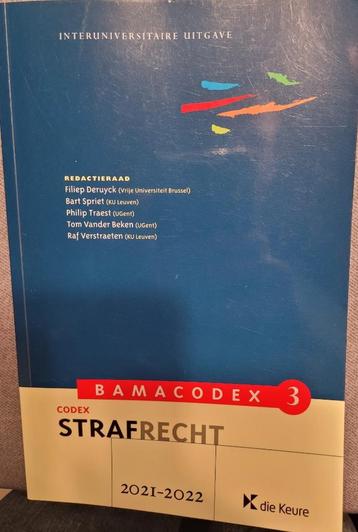 INTERUNIVERSITAIRE UITGAVE
REDACTIERAAD
Filiep Deruyck (Vrije Universiteit Brussel)
Bart Spriet (KU Leuven)
Philip Traest (UGent)
Tom Vander Beken (UGent)
Raf Verstraeten (KU Leuven)
BAMACODEX 3
CODEX
STRAFRECHT
2021-2022
die Keure